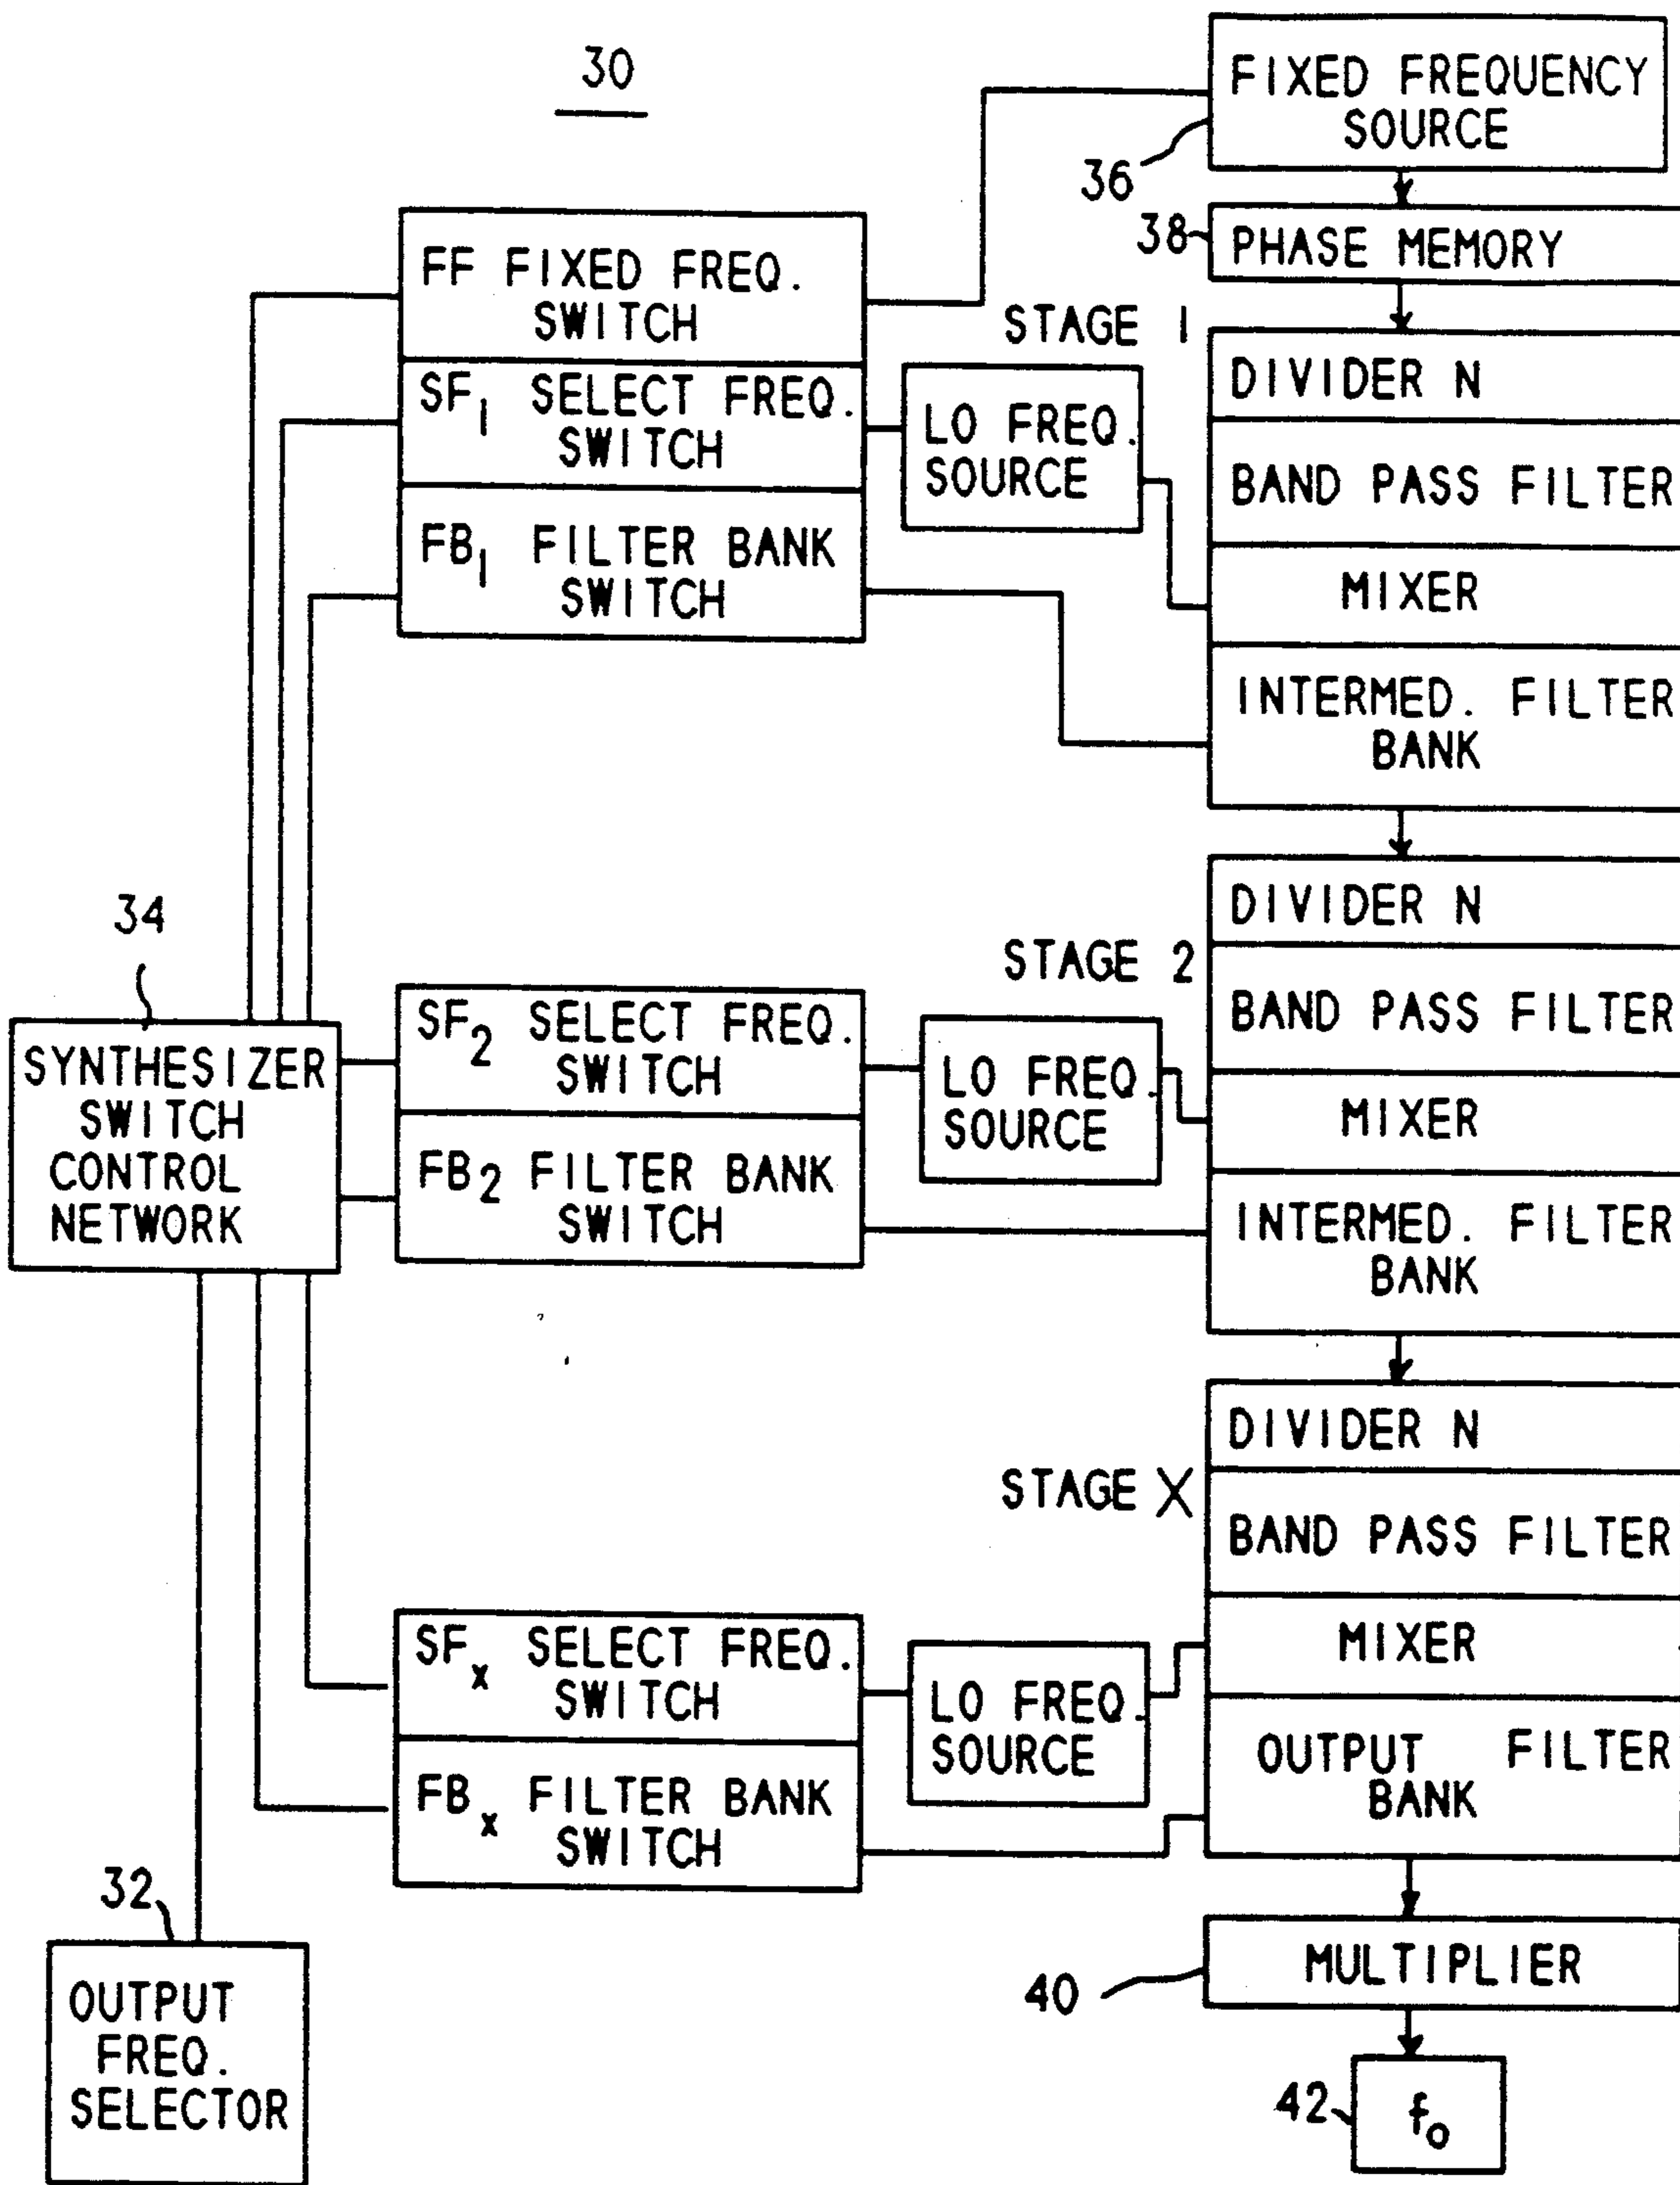 30
FIXED FREQUENCY
SOURCE
36
38
PHASE MEMORY
FF FIXED FREQ.
SWITCH
SF1 SELECT FREQ.
SWITCH
FB1 FILTER BANK
SWITCH
STAGE 1
LO FREQ.
SOURCE
DIVIDER N
BAND PASS FILTER
MIXER
INTERMED. FILTER
BANK
34
SYNTHESIZER
SWITCH
CONTROL
NETWORK
SF2 SELECT FREQ.
SWITCH
FB2 FILTER BANK
SWITCH
STAGE 2
LO FREQ.
SOURCE
DIVIDER N
BAND PASS FILTER
MIXER
INTERMED. FILTER
BANK
SFx SELECT FREQ.
SWITCH
FBx FILTER BANK
SWITCH
STAGE X
LO FREQ.
SOURCE
DIVIDER N
BAND PASS FILTER
MIXER
OUTPUT FILTER
BANK
32
OUTPUT
FREQ.
SELECTOR
40
MULTIPLIER
42
fo